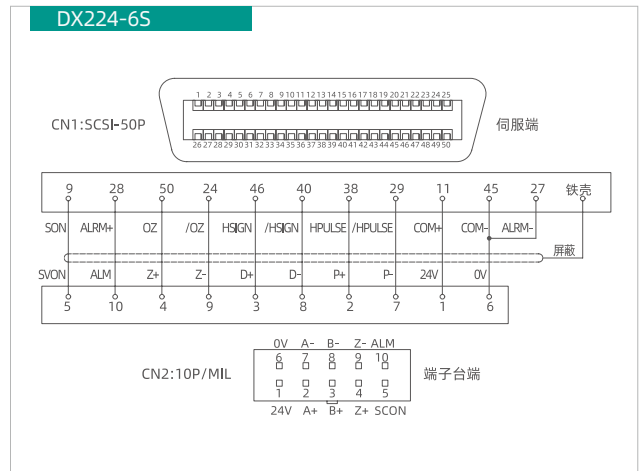 DX224-6S
1 2 3 4 5 6 7 8 9 10 11 12 13 14 15 16 17 18 19 20 21 22 23 24 25
CN1:SCSI-50P
伺服端
26 27 28 29 30 31 32 33 34 35 36 37 38 39 40 41 42 43 44 45 46 47 48 49 50
9 28 50 24 46 40 38 29 11 45 27 铁壳
SON ALRM+ OZ /OZ HSIGN /HSIGN HPULSE /HPULSE COM+ COM- ALRM-
屏蔽
SVON ALM Z+ Z- D+ D- P+ P- 24V 0V
5 10 4 9 3 8 2 7 1 6
0V A- B- Z- ALM
6 7 8 9 10
CN2:10P/MIL
端子台端
1 2 3 4 5
24V A+ B+ Z+ SCON